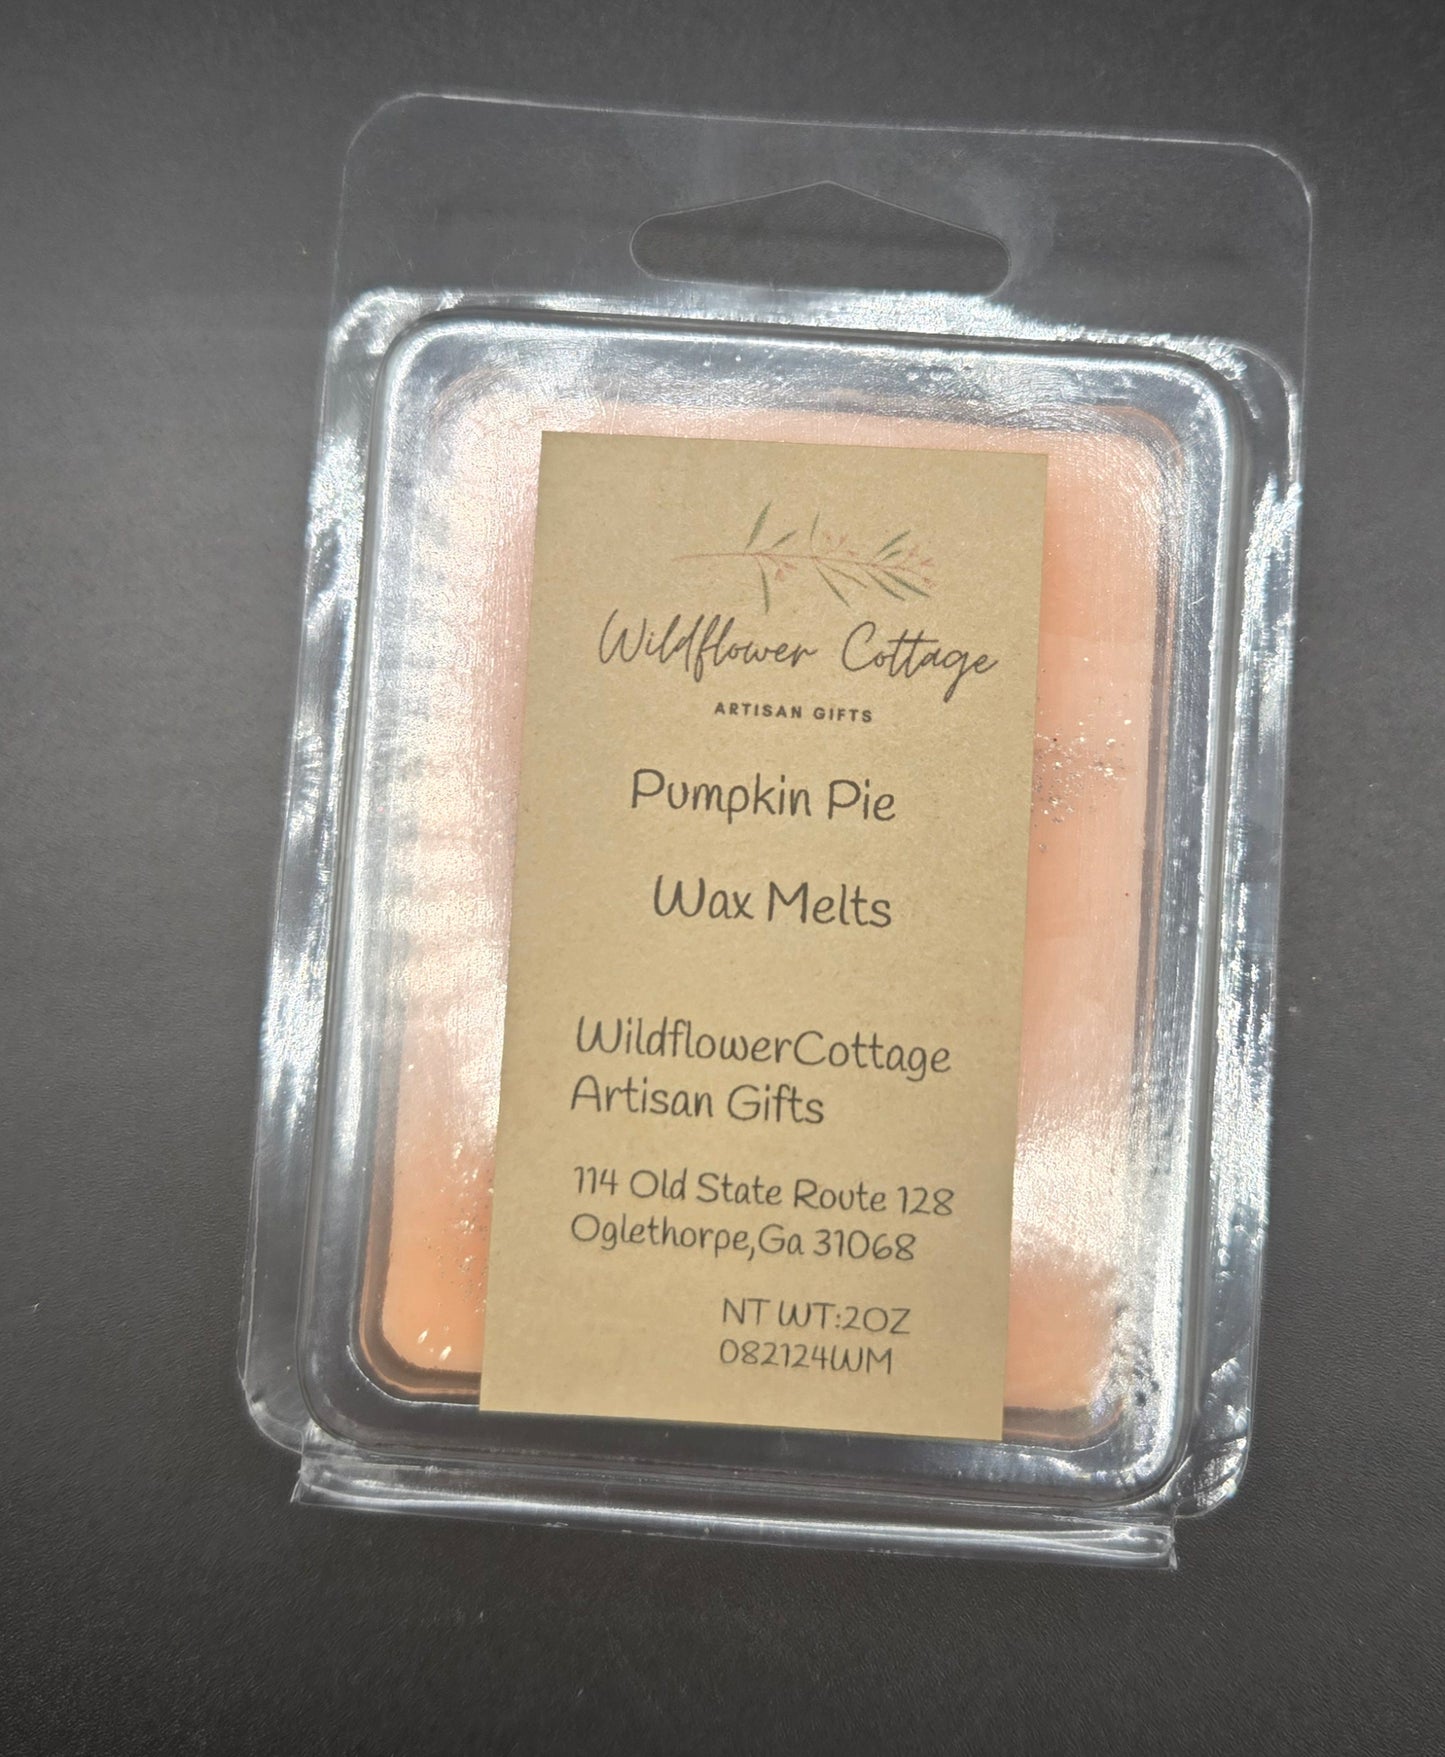 Wildflower Cottage
ARTISAN GIFTS
Pumpkin Pie
Wax Melts
WildflowerCottage
Artisan Gifts
114 Old State Route 128
Oglethorpe,Ga 31068
NT WT:2OZ
082124WM